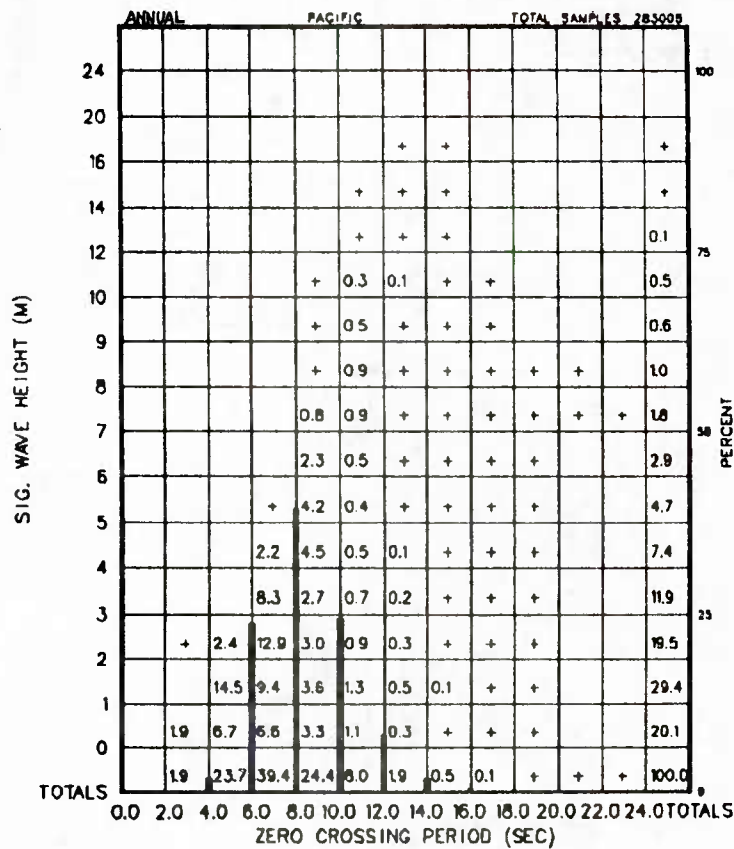 ANNUAL PACIFIC TOTAL SAMPLES 283005
24 100
20
16 + + +
14 + + + +
12 + + + 0.1 75
10 + 0.3 0.1 + + 0.5
9 + 0.5 + + + 0.6
8 + 0.9 + + + + + 1.0
7 0.8 0.9 + + + + + + 1.8 50
6 2.3 0.5 + + + + 2.9
5 + 4.2 0.4 + + + + 4.7
4 2.2 4.5 0.5 0.1 + + + 7.4
3 8.3 2.7 0.7 0.2 + + + 11.9 25
2 + 2.4 12.9 3.0 0.9 0.3 + + + 19.5
1 14.5 9.4 3.6 1.3 0.5 0.1 + + 29.4
0 1.9 6.7 6.6 3.3 1.1 0.3 + + + 20.1
TOTALS 1.9 23.7 39.4 24.4 8.0 1.9 0.5 0.1 + + + 100.0 0
0.0 2.0 4.0 6.0 8.0 10.0 12.0 14.0 16.0 18.0 20.0 22.0 24.0 TOTALS
ZERO CROSSING PERIOD (SEC)
SIG. WAVE HEIGHT (M)
PERCENT